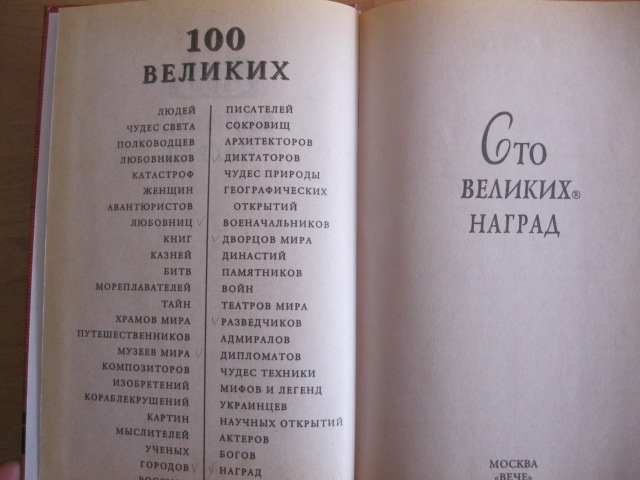 100
ВЕЛИКИХ
ЛЮДЕЙ
ЧУДЕС СВЕТА
ПОЛКОВОДЦЕВ
ЛЮБОВНИКОВ
КАТАСТРОФ
ЖЕНЩИН
АВАНТЮРИСТОВ
ЛЮБОВНИЦ
КНИГ
КАЗНЕЙ
БИТВ
МОРЕПЛАВАТЕЛЕЙ
ТАЙН
ХРАМОВ МИРА
ПУТЕШЕСТВЕННИКОВ
МУЗЕЕВ МИРА
КОМПОЗИТОРОВ
ИЗОБРЕТЕНИЙ
КОРАБЛЕКРУШЕНИЙ
КАРТИН
МЫСЛИТЕЛЕЙ
УЧЕНЫХ
ГОРОДОВ
ПИСАТЕЛЕЙ
СОКРОВИЩ
АРХИТЕКТОРОВ
ДИКТАТОРОВ
ЧУДЕС ПРИРОДЫ
ГЕОГРАФИЧЕСКИХ
ОТКРЫТИЙ
ВОЕНАЧАЛЬНИКОВ
ДВОРЦОВ МИРА
ДИНАСТИЙ
ПАМЯТНИКОВ
ВОЙН
ТЕАТРОВ МИРА
РАЗВЕДЧИКОВ
АДМИРАЛОВ
ДИПЛОМАТОВ
ЧУДЕС ТЕХНИКИ
МИФОВ И ЛЕГЕНД
УКРАИНЦЕВ
НАУЧНЫХ ОТКРЫТИЙ
АКТЕРОВ
БОГОВ
НАГРАД
Сто
ВЕЛИКИХ®
НАГРАД
МОСКВА
«ВЕЧЕ»